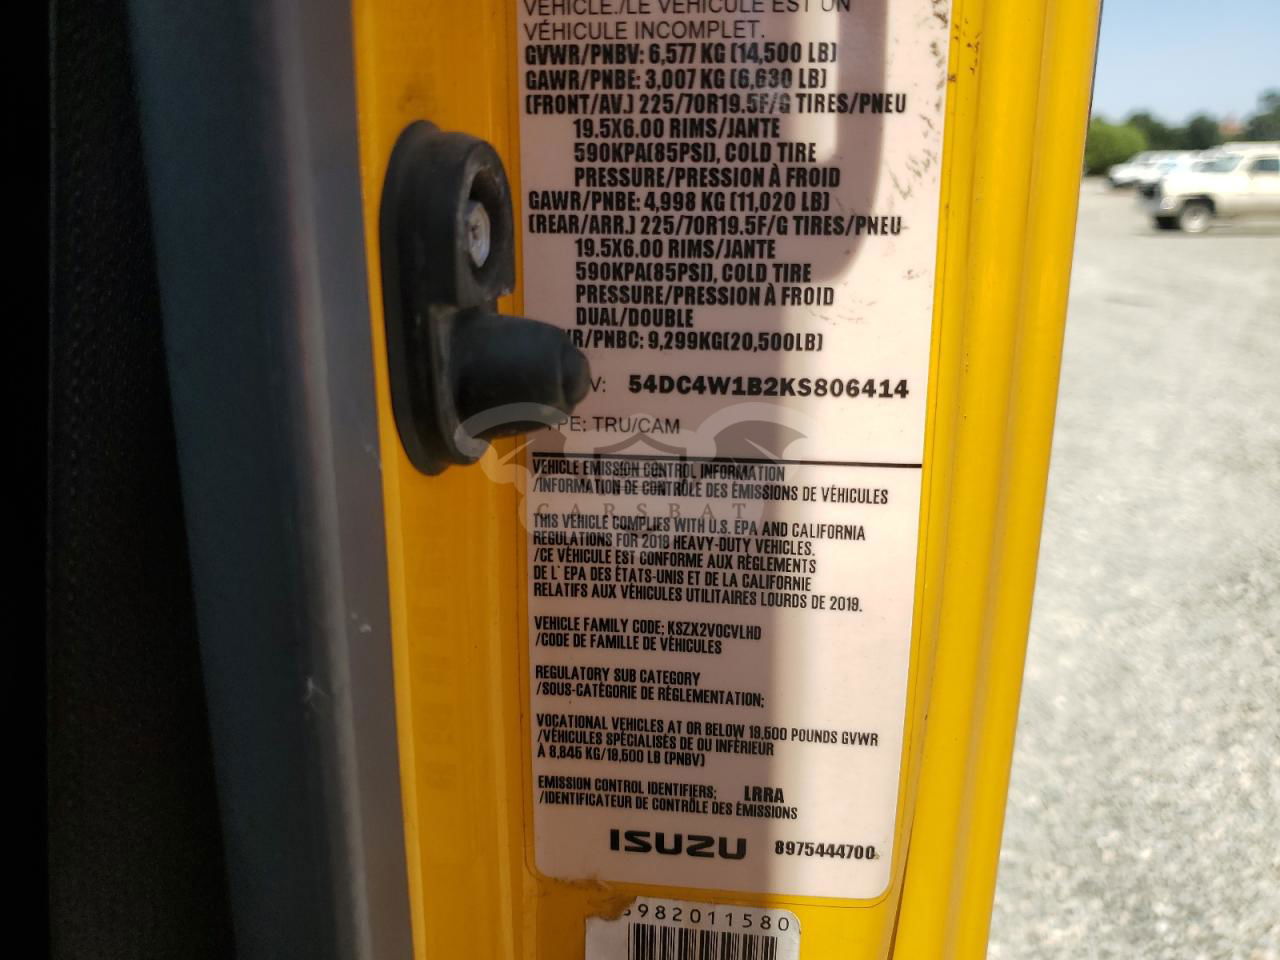 VEHICLE./LE VÉHICULE EST UN
VÉHICULE INCOMPLET.
GVWR/PNBV: 6,577 KG (14,500 LB)
GAWR/PNBE: 3,007 KG (6,630 LB)
(FRONT/AV.) 225/70R19.5F/G TIRES/PNEU
19.5X6.00 RIMS/JANTE
590KPA(85PSI), COLD TIRE
PRESSURE/PRESSION À FROID
GAWR/PNBE: 4,998 KG (11,020 LB)
(REAR/ARR.) 225/70R19.5F/G TIRES/PNEU
19.5X6.00 RIMS/JANTE
590KPA(85PSI), COLD TIRE
PRESSURE/PRESSION À FROID
DUAL/DOUBLE
R/PNBC: 9,299KG(20,500LB)
V: 54DC4W1B2KS806414
PE: TRU/CAM
VEHICLE EMISSION CONTROL INFORMATION
/INFORMATION DE CONTRÔLE DES ÉMISSIONS DE VÉHICULES
CARSBAT
THIS VEHICLE COMPLIES WITH U.S. EPA AND CALIFORNIA
REGULATIONS FOR 2019 HEAVY-DUTY VEHICLES.
/CE VÉHICULE EST CONFORME AUX RÈGLEMENTS
DE L'EPA DES ÉTATS-UNIS ET DE LA CALIFORNIE
RELATIFS AUX VÉHICULES UTILITAIRES LOURDS DE 2019.
VEHICLE FAMILY CODE: KSZX2VOCVLHD
/CODE DE FAMILLE DE VÉHICULES
REGULATORY SUB CATEGORY
/SOUS-CATÉGORIE DE RÉGLEMENTATION:
VOCATIONAL VEHICLES AT OR BELOW 19,500 POUNDS GVWR
/VÉHICULES SPÉCIALISÉS DE OU INFÉRIEUR
À 8,845 KG/19,500 LB (PNBV)
EMISSION CONTROL IDENTIFIERS: LRRA
/IDENTIFICATEUR DE CONTRÔLE DES ÉMISSIONS
ISUZU 8975444700
982011580